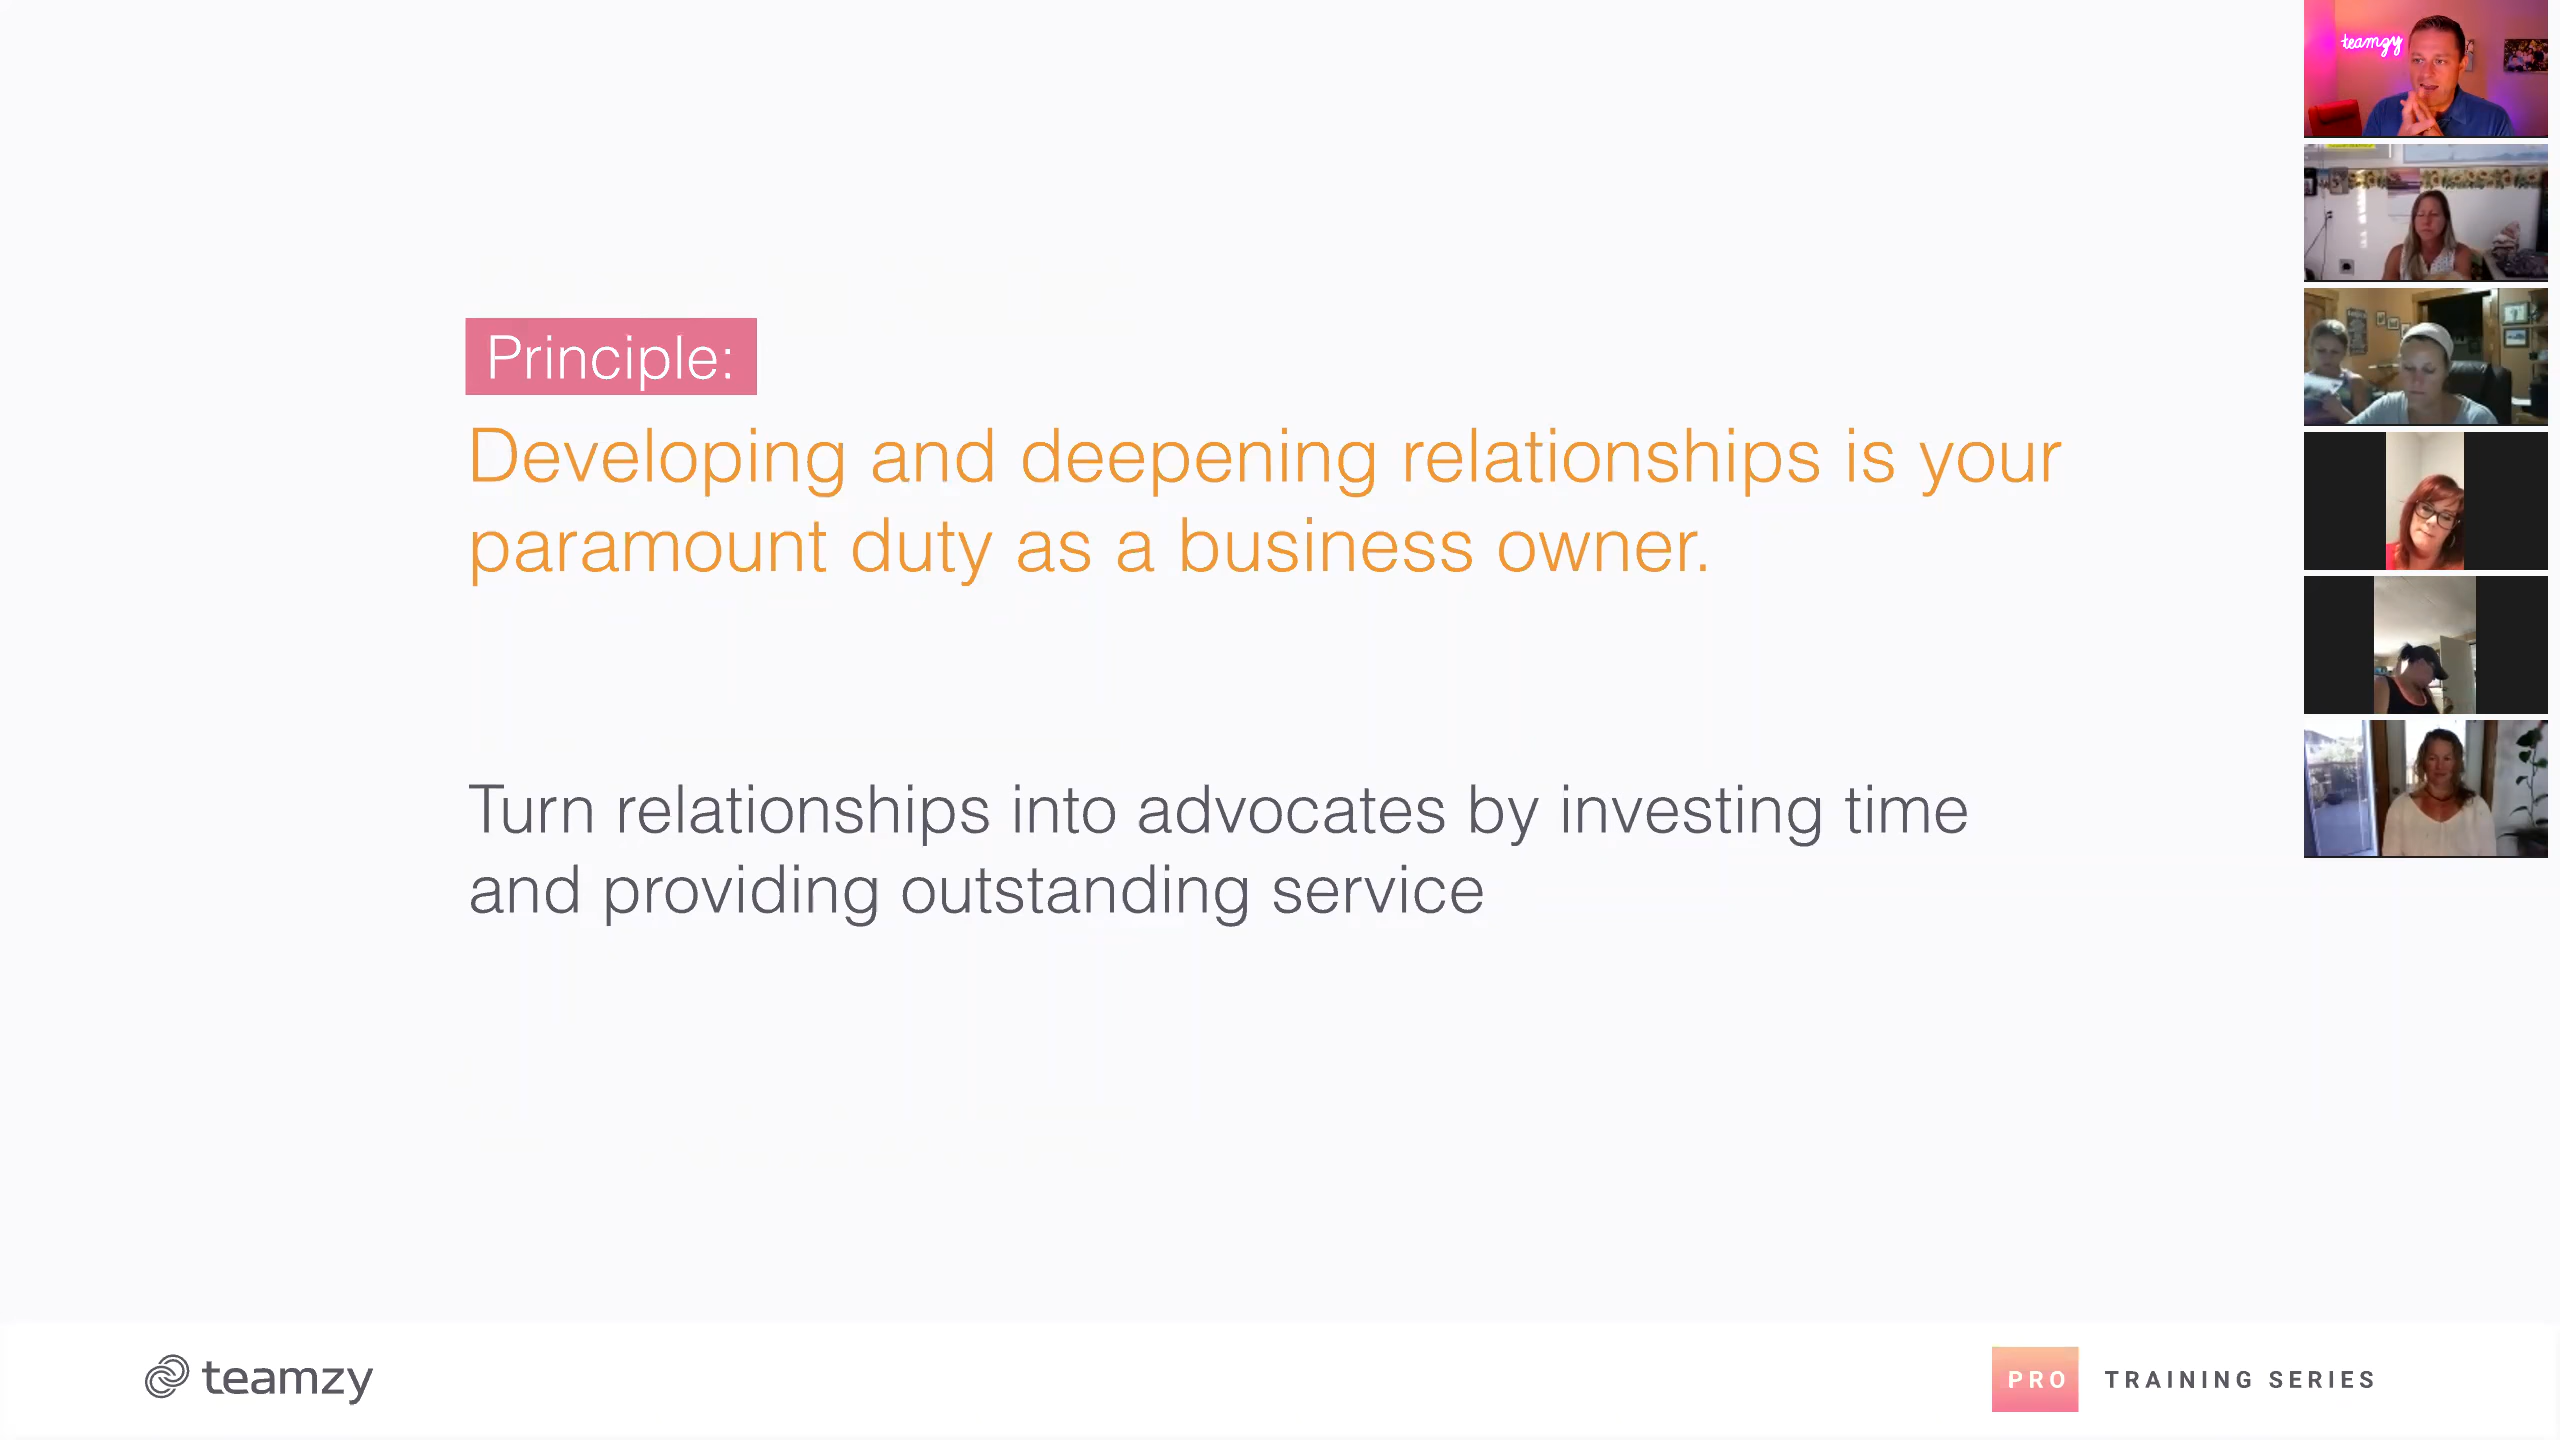 teamzy
Principle:
Developing and deepening relationships is your
paramount duty as a business owner.
Turn relationships into advocates by investing time
and providing outstanding service
teamzy
PRO TRAINING SERIES